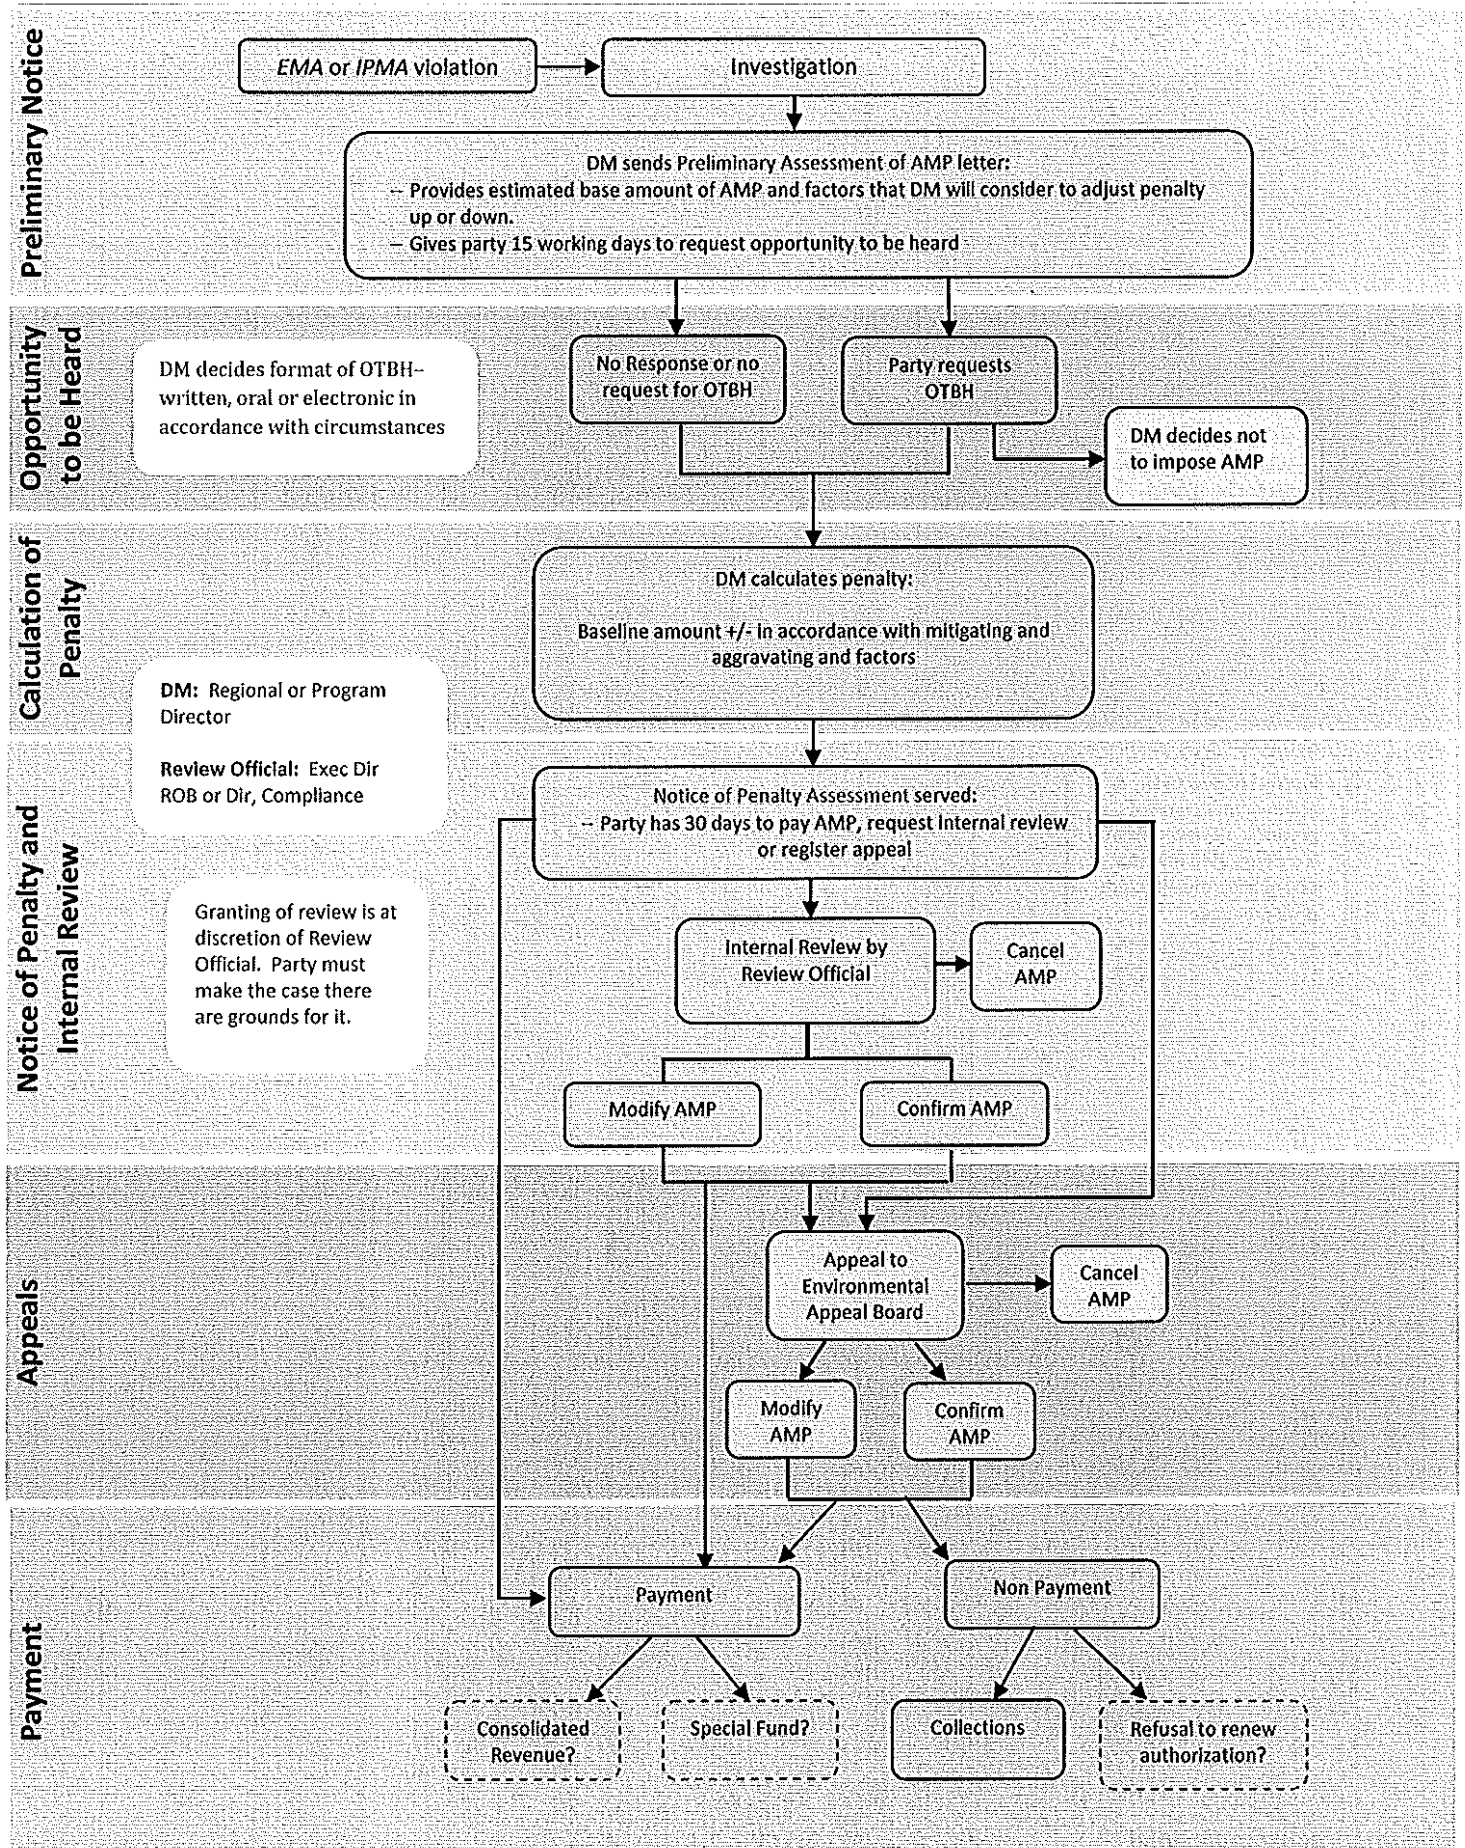 Preliminary Notice
EMA or IPMA violation
Investigation
DM sends Preliminary Assessment of AMP letter:
– Provides estimated base amount of AMP and factors that DM will consider to adjust penalty
up or down.
– Gives party 15 working days to request opportunity to be heard
Opportunity
to be Heard
DM decides format of OTBH–
written, oral or electronic in
accordance with circumstances
No Response or no
request for OTBH
Party requests
OTBH
DM decides not
to impose AMP
Calculation of
Penalty
DM calculates penalty:
Baseline amount +/- in accordance with mitigating and
aggravating and factors
DM: Regional or Program
Director
Review Official: Exec Dir
ROB or Dir, Compliance
Notice of Penalty and
Internal Review
Notice of Penalty Assessment served:
– Party has 30 days to pay AMP, request internal review
or register appeal
Granting of review is at
discretion of Review
Official. Party must
make the case there
are grounds for it.
Internal Review by
Review Official
Cancel
AMP
Modify AMP
Confirm AMP
Appeals
Appeal to
Environmental
Appeal Board
Cancel
AMP
Modify
AMP
Confirm
AMP
Payment
Payment
Non Payment
Consolidated
Revenue?
Special Fund?
Collections
Refusal to renew
authorization?